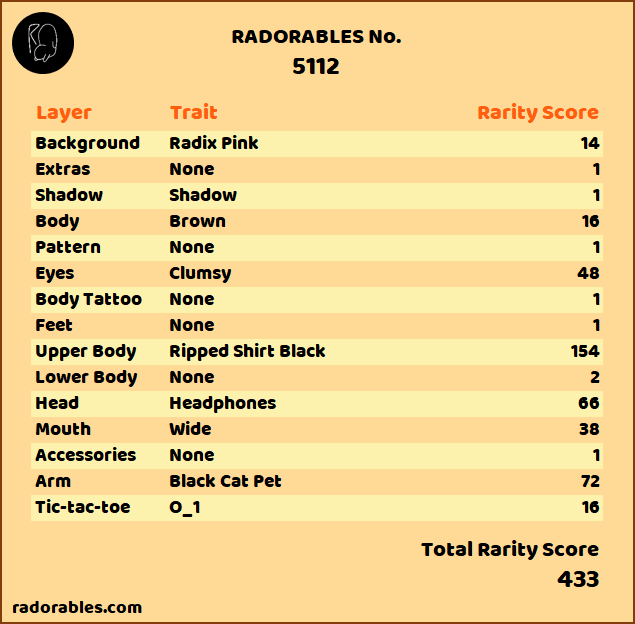 RADORABLES No.
5112
Layer Trait Rarity Score
Background Radix Pink 14
Extras None 1
Shadow Shadow 1
Body Brown 16
Pattern None 1
Eyes Clumsy 48
Body Tattoo None 1
Feet None 1
Upper Body Ripped Shirt Black 154
Lower Body None 2
Head Headphones 66
Mouth Wide 38
Accessories None 1
Arm Black Cat Pet 72
Tic-tac-toe O_1 16
Total Rarity Score
433
radorables.com